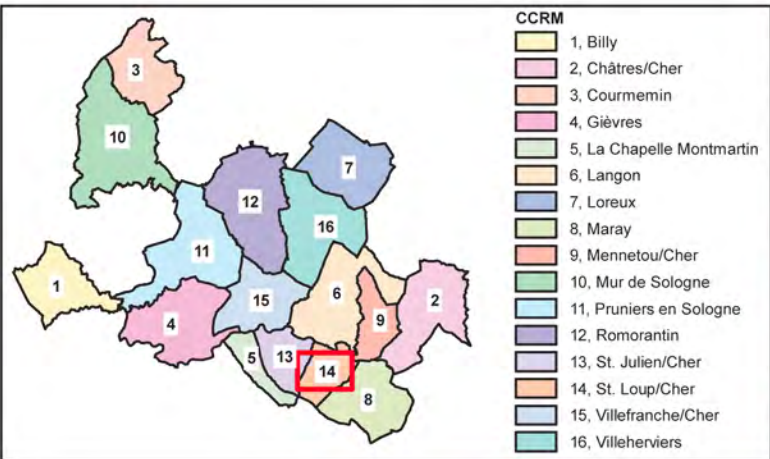 CCRM
1, Billy
2, Châtres/Cher
3, Courmemin
4, Gièvres
5, La Chapelle Montmartin
6, Langon
7, Loreux
8, Maray
9, Mennetou/Cher
10, Mur de Sologne
11, Pruniers en Sologne
12, Romorantin
13, St. Julien/Cher
14, St. Loup/Cher
15, Villefranche/Cher
16, Villeherviers
3
10
7
12
16
11
1
6
2
15
4
9
13
5
14
8